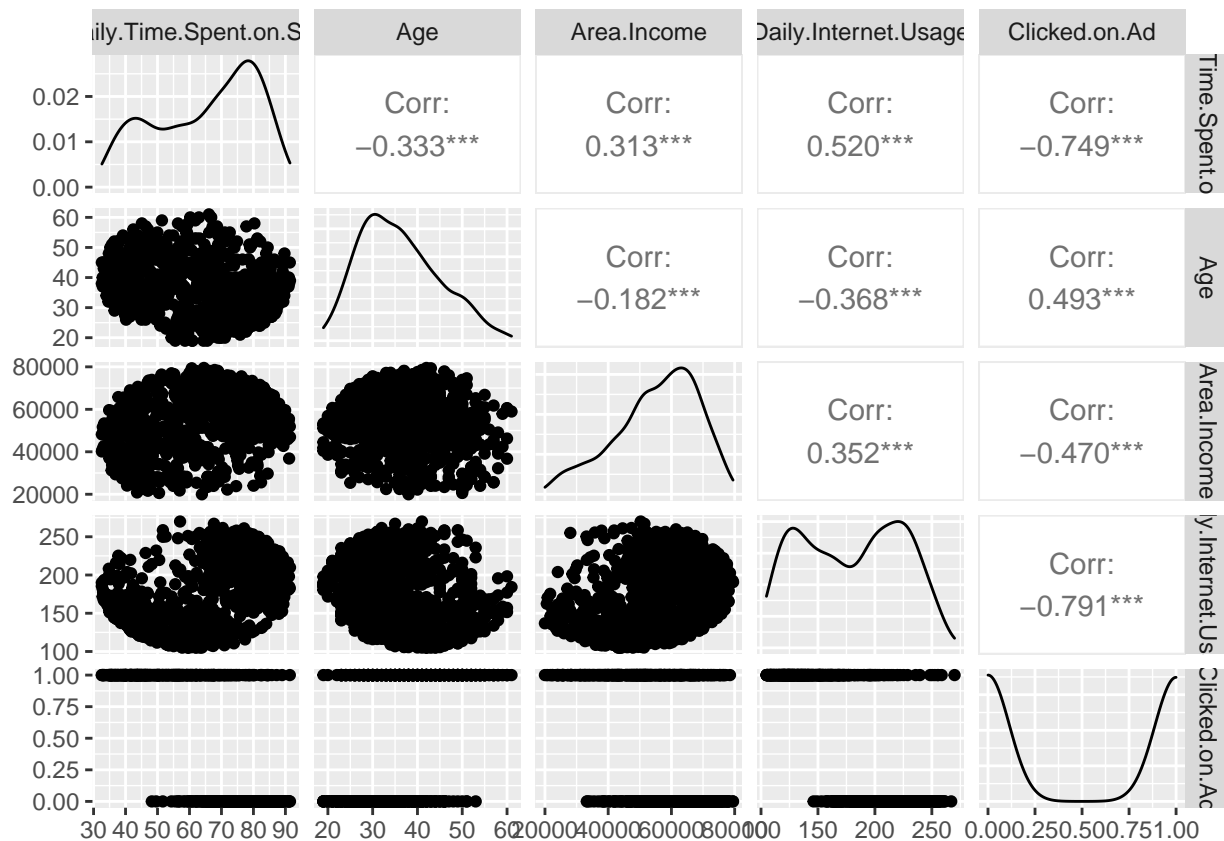 aily.Time.Spent.on.S Age Area.Income Daily.Internet.Usage Clicked.on.Ad
0.02
0.01
0.00
Corr:
−0.333***
Corr:
0.313***
Corr:
0.520***
Corr:
−0.749***
Time.Spent.o
60
50
40
30
20
Corr:
−0.182***
Corr:
−0.368***
Corr:
0.493***
Age
80000
60000
40000
20000
Corr:
0.352***
Corr:
−0.470***
Area.Income
250
200
150
100
Corr:
−0.791***
y.Internet.Us
1.00
0.75
0.50
0.25
0.00
Clicked.on.Ad
30 40 50 60 70 80 90 20 30 40 50 60 20000 40000 60000 80000 100 150 200 250 0.00 0.25 0.50 0.75 1.00